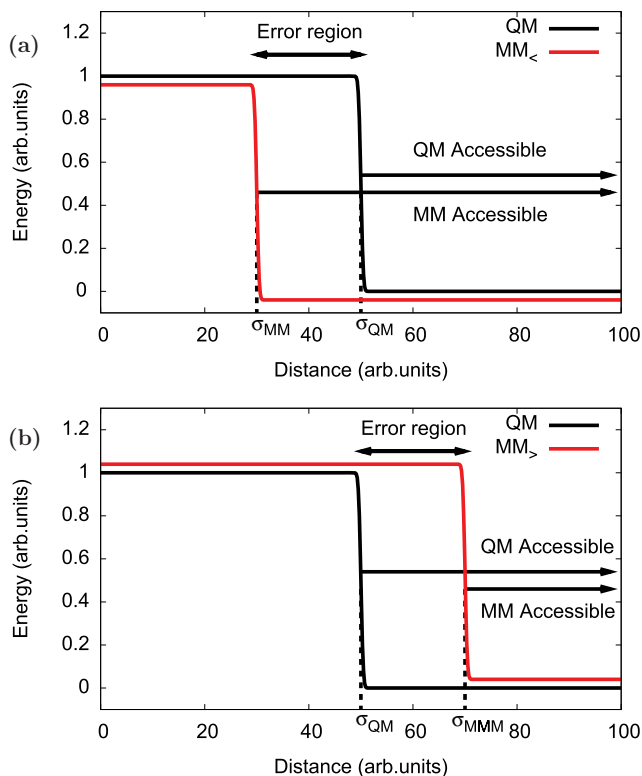 (a)
Error region
QM
MM<
1.2
1
0.8
0.6
0.4
0.2
0
Energy (arb.units)
QM Accessible
MM Accessible
0 20 40 60 80 100
σMM σQM
Distance (arb.units)
(b)
Error region
QM
MM>
1.2
1
0.8
0.6
0.4
0.2
0
Energy (arb.units)
QM Accessible
MM Accessible
0 20 40 60 80 100
σQM σMMM
Distance (arb.units)